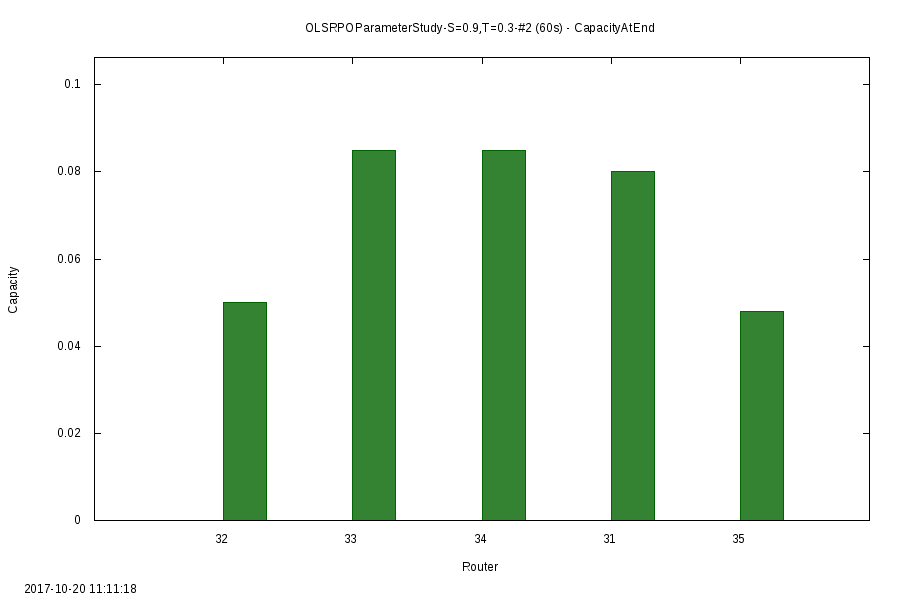 OLSRPOParameterStudy-S=0.9,T=0.3-#2 (60s) - CapacityAtEnd
0.1
0.08
0.06
0.04
0.02
0
Capacity
32 33 34 31 35
Router
2017-10-20 11:11:18